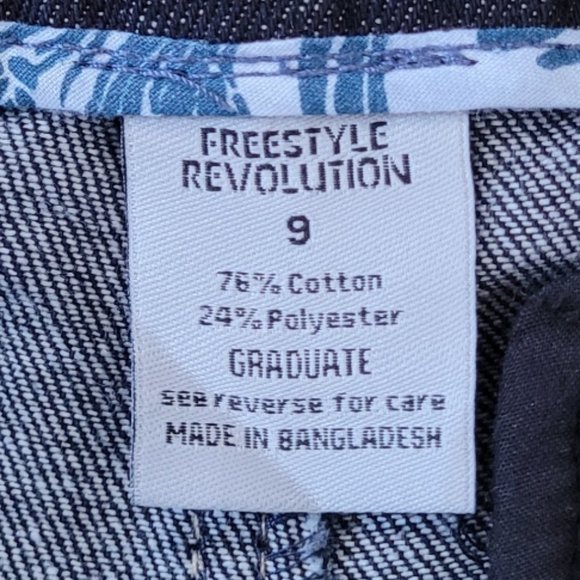 FREESTYLE
REVOLUTION
9
76% Cotton
24% Polyester
GRADUATE
see reverse for care
MADE IN BANGLADESH